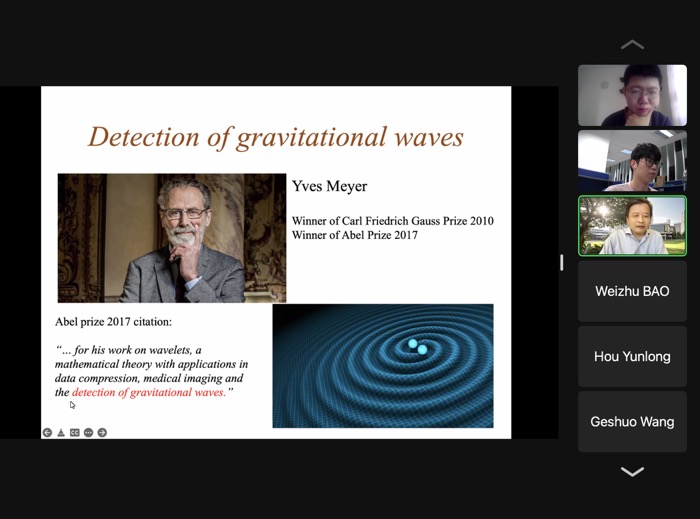 Detection of gravitational waves
Yves Meyer
Winner of Carl Friedrich Gauss Prize 2010
Winner of Abel Prize 2017
Abel prize 2017 citation:
“... for his work on wavelets, a
mathematical theory with applications in
data compression, medical imaging and
the detection of gravitational waves.”
CC
Weizhu BAO
Hou Yunlong
Geshuo Wang